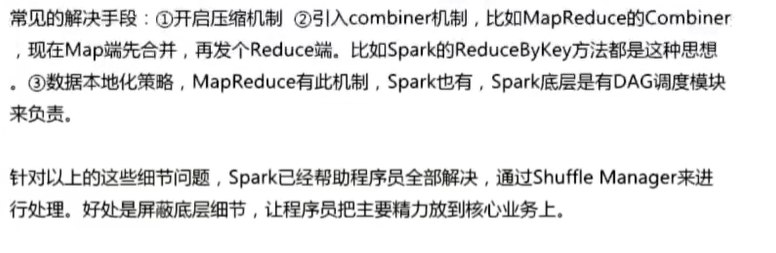 常见的解决手段：①开启压缩机制 ②引入combiner机制，比如MapReduce的Combiner
，现在Map端先合并，再发个Reduce端。比如Spark的ReduceByKey方法都是这种思想
。③数据本地化策略，MapReduce有此机制，Spark也有，Spark底层是有DAG调度模块
来负责。
针对以上的这些细节问题，Spark已经帮助程序员全部解决，通过Shuffle Manager来进
行处理。好处是屏蔽底层细节，让程序员把主要精力放到核心业务上。